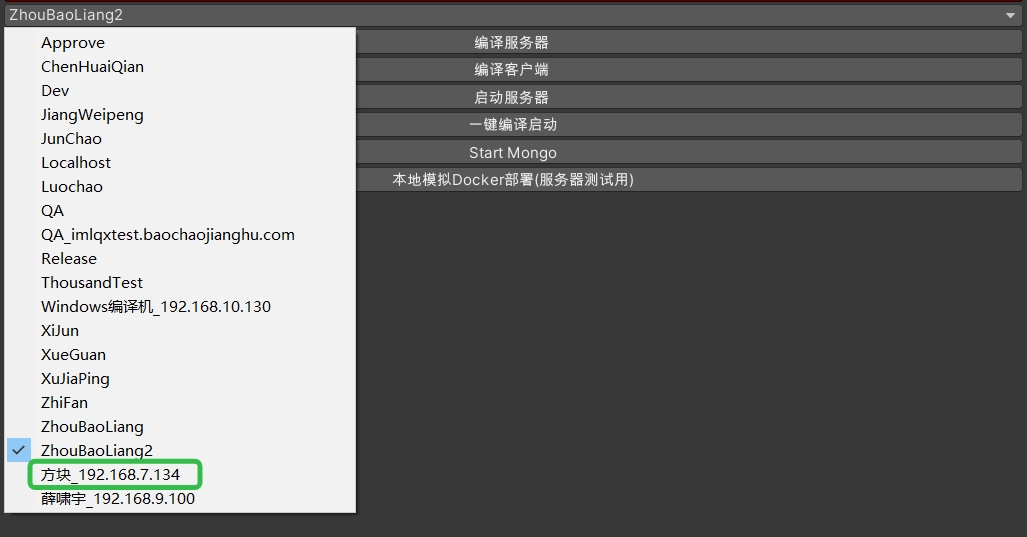 ZhouBaoLiang2
Approve
ChenHuaiQian
Dev
JiangWeipeng
JunChao
Localhost
Luochao
QA
QA_imlqxtest.baochaojianghu.com
Release
ThousandTest
Windows编译机_192.168.10.130
XiJun
XueGuan
XuJiaPing
ZhiFan
ZhouBaoLiang
ZhouBaoLiang2
方块_192.168.7.134
薛啸宇_192.168.9.100
编译服务器
编译客户端
启动服务器
一键编译启动
Start Mongo
本地模拟Docker部署(服务器测试用)